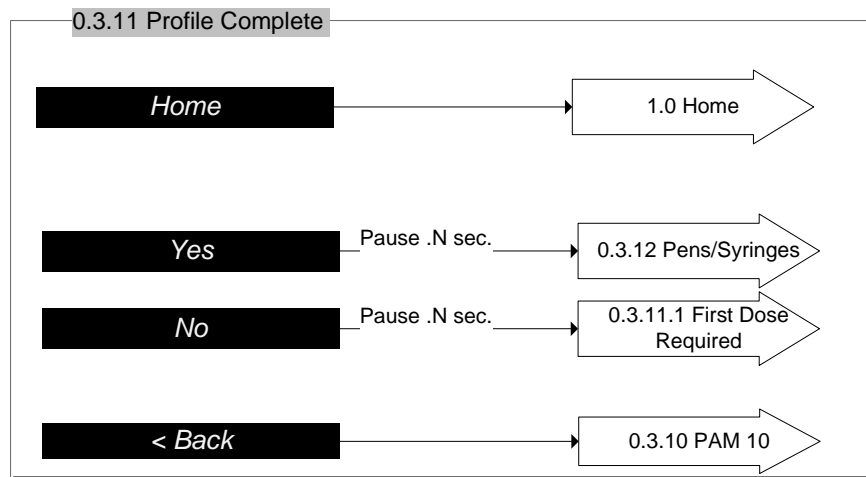 0.3.11 Profile Complete
Home
1.0 Home
Yes
Pause .N sec.
0.3.12 Pens/Syringes
No
Pause .N sec.
0.3.11.1 First Dose
Required
< Back
0.3.10 PAM 10